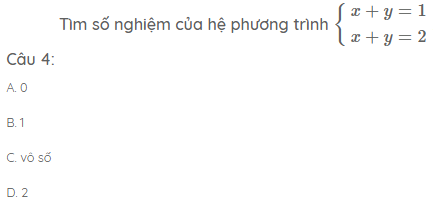 Tìm số nghiệm của hệ phương trình { x + y = 1
x + y = 2
Câu 4:
A. 0
B. 1
C. vô số
D. 2